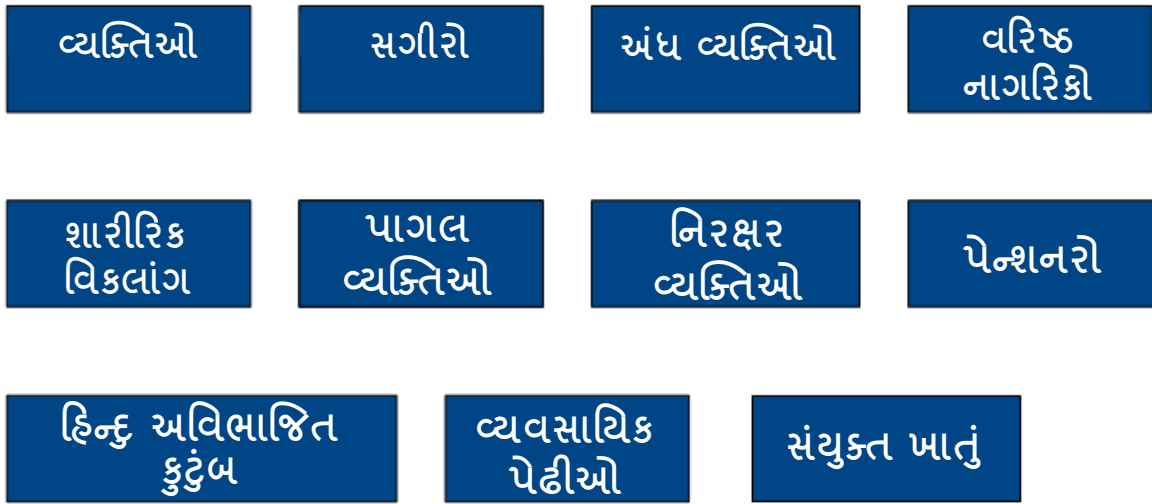 વ્યક્તિઓ
સગીરો
અંધ વ્યક્તિઓ
વરિષ્ઠ
નાગરિકો
શારીરિક
વિકલાંગ
પાગલ
વ્યક્તિઓ
નિરક્ષર
વ્યક્તિઓ
પેન્શનરો
હિન્દુ અવિભાજિત
કુટુંબ
વ્યવસાયિક
પેઢીઓ
સંયુક્ત ખાતું